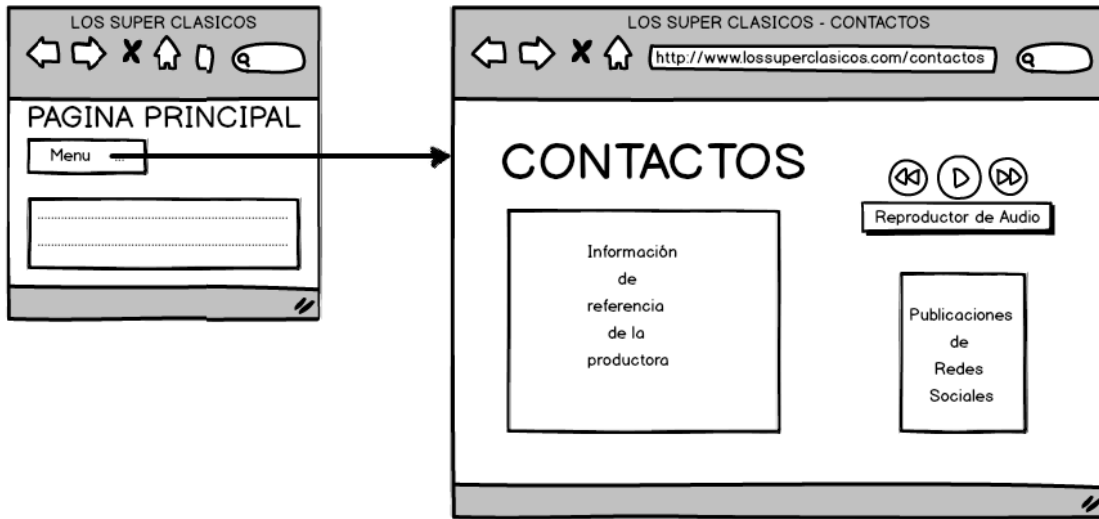 LOS SUPER CLASICOS
PAGINA PRINCIPAL
Menu ...
LOS SUPER CLASICOS - CONTACTOS
http://www.lossuperclasicos.com/contactos
CONTACTOS
Reproductor de Audio
Información
de
referencia
de la
productora
Publicaciones
de
Redes
Sociales